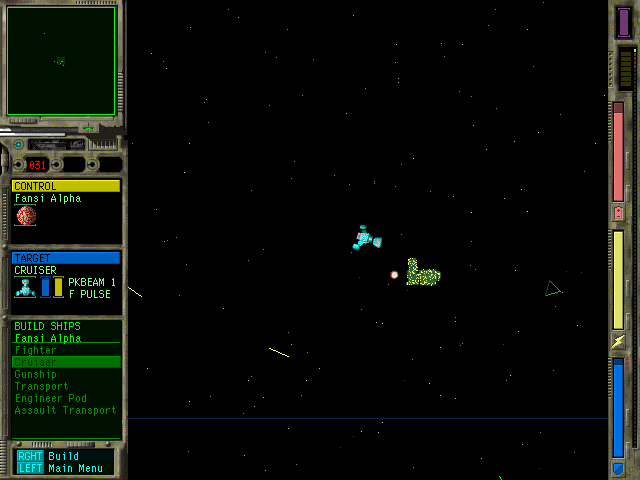 031
CONTROL
Fansi Alpha
TARGET
CRUISER
PKBEAM 1
F PULSE
BUILD SHIPS
Fansi Alpha
Fighter
Cruiser
Gunship
Transport
Engineer Pod
Assault Transport
RGHT Build
LEFT Main Menu